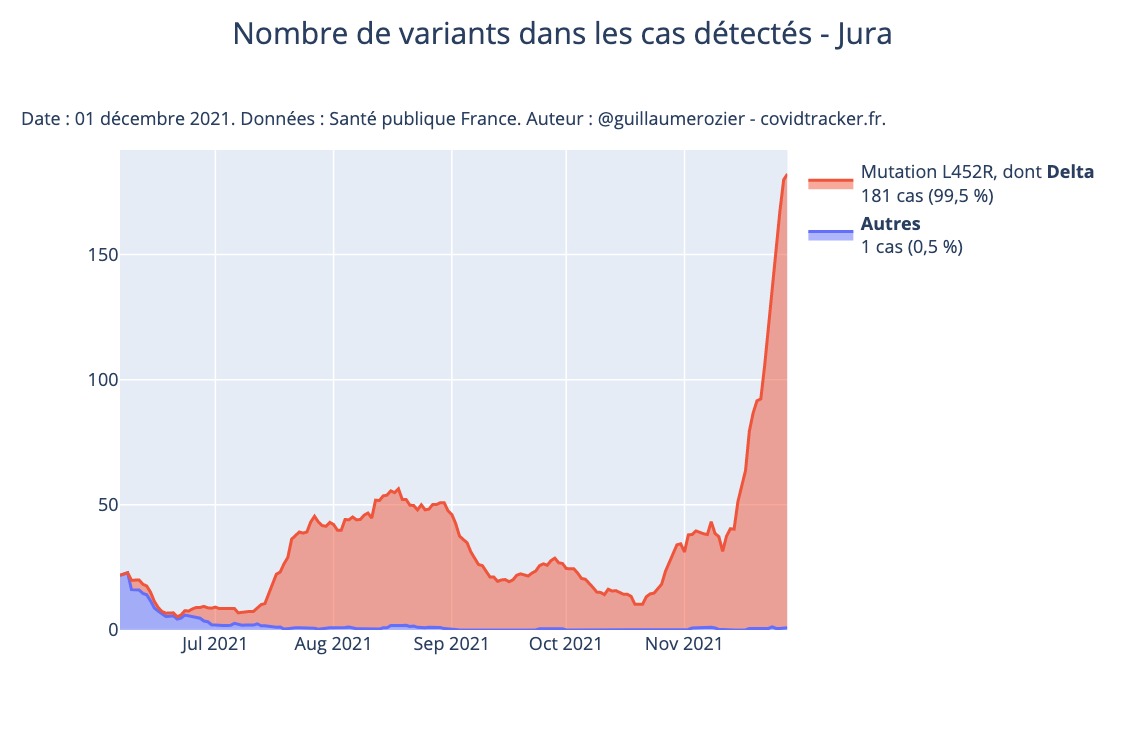 Nombre de variants dans les cas détectés - Jura
Date : 01 décembre 2021. Données : Santé publique France. Auteur : @guillaumerozier - covidtracker.fr.
Mutation L452R, dont Delta
181 cas (99,5 %)
Autres
1 cas (0,5 %)
150
100
50
0
Jul 2021
Aug 2021
Sep 2021
Oct 2021
Nov 2021